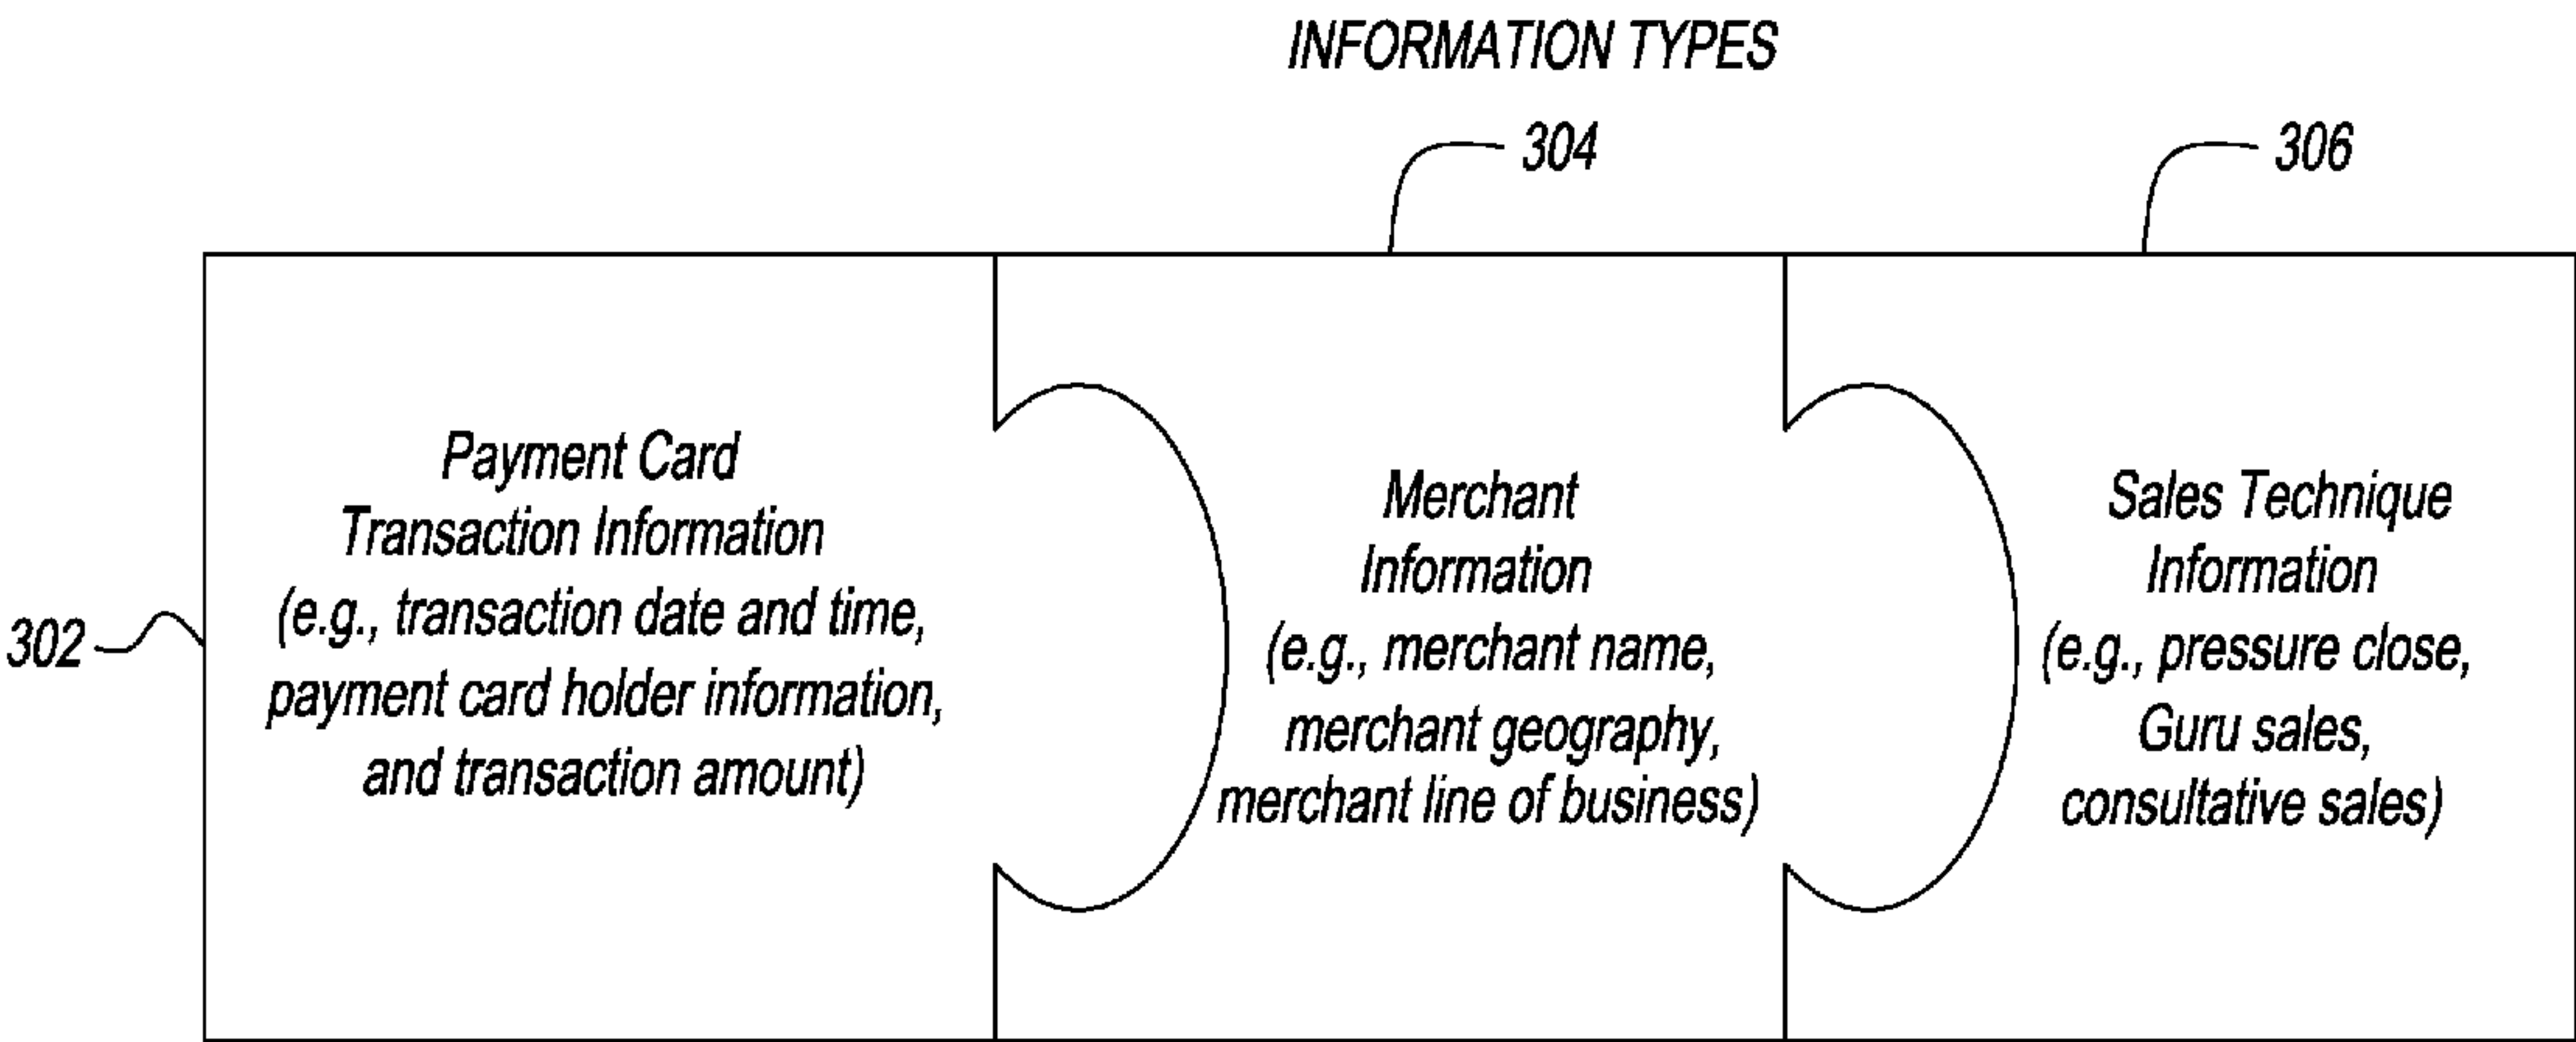 INFORMATION TYPES
304
306
302
Payment Card
Transaction Information
(e.g., transaction date and time,
payment card holder information,
and transaction amount)
Merchant
Information
(e.g., merchant name,
merchant geography,
merchant line of business)
Sales Technique
Information
(e.g., pressure close,
Guru sales,
consultative sales)